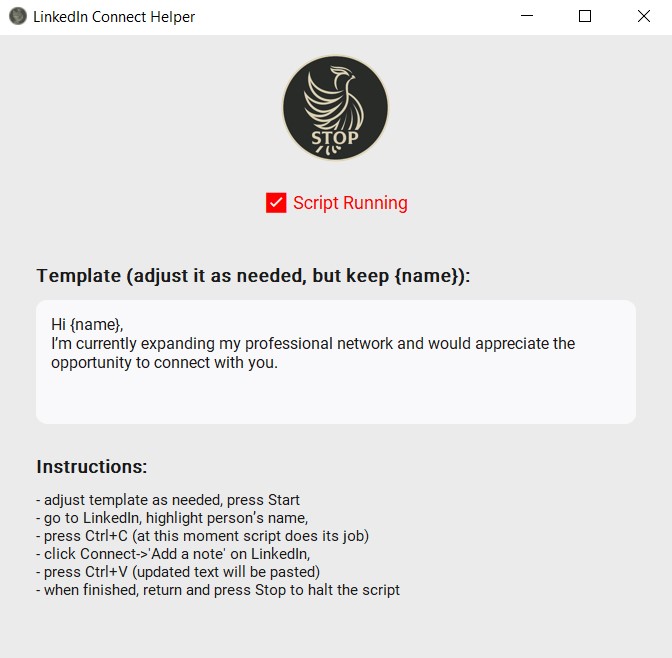 LinkedIn Connect Helper
STOP
Script Running
Template (adjust it as needed, but keep {name}):
Hi {name},
I’m currently expanding my professional network and would appreciate the
opportunity to connect with you.
Instructions:
- adjust template as needed, press Start
- go to LinkedIn, highlight person’s name,
- press Ctrl+C (at this moment script does its job)
- click Connect->'Add a note' on LinkedIn,
- press Ctrl+V (updated text will be pasted)
- when finished, return and press Stop to halt the script